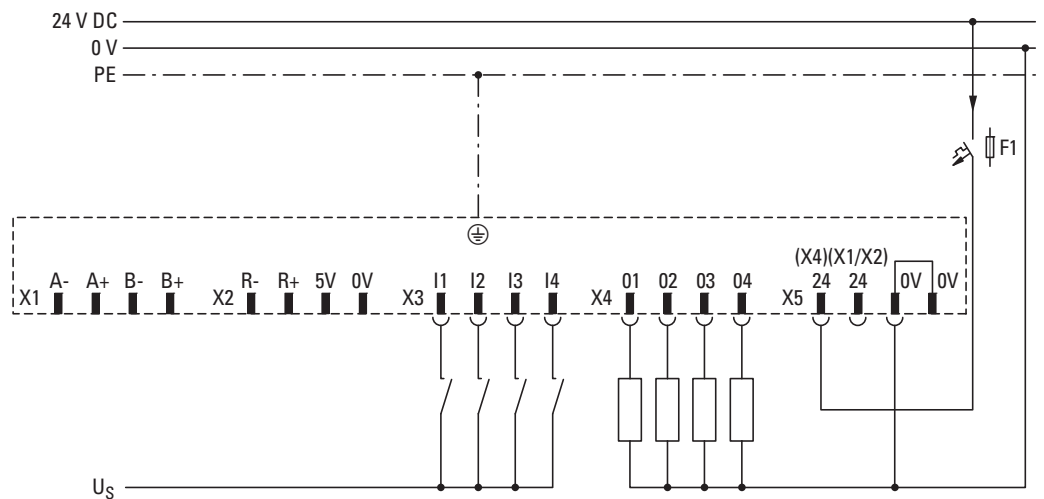 24 V DC
0 V
PE
F1
(X4)(X1/X2)
X1 A- A+ B- B+ X2 R- R+ 5V 0V X3 I1 I2 I3 I4 X4 01 02 03 04 X5 24 24 0V 0V
US